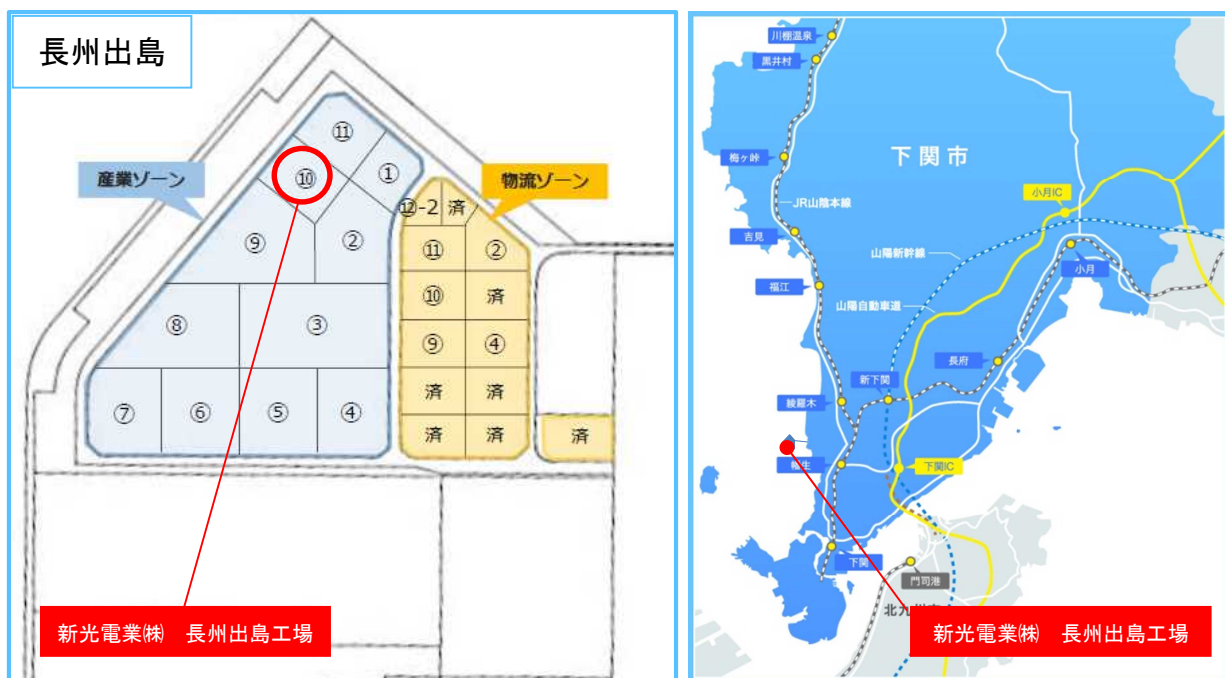 長州出島
産業ゾーン
物流ゾーン
⑪
⑩
①
⑨
②
⑧
③
⑦
⑥
⑤
④
⑫-2
済
⑪
②
⑩
済
⑨
④
済
済
済
済
済
新光電業㈱　長州出島工場
川棚温泉
黒井村
下関市
梅ヶ峠
小月IC
JR山陰本線
吉見
山陽新幹線
小月
福江
山陽自動車道
長府
新下関
綾羅木
幡生
下関IC
下関
門司港
北九州市
新光電業㈱　長州出島工場